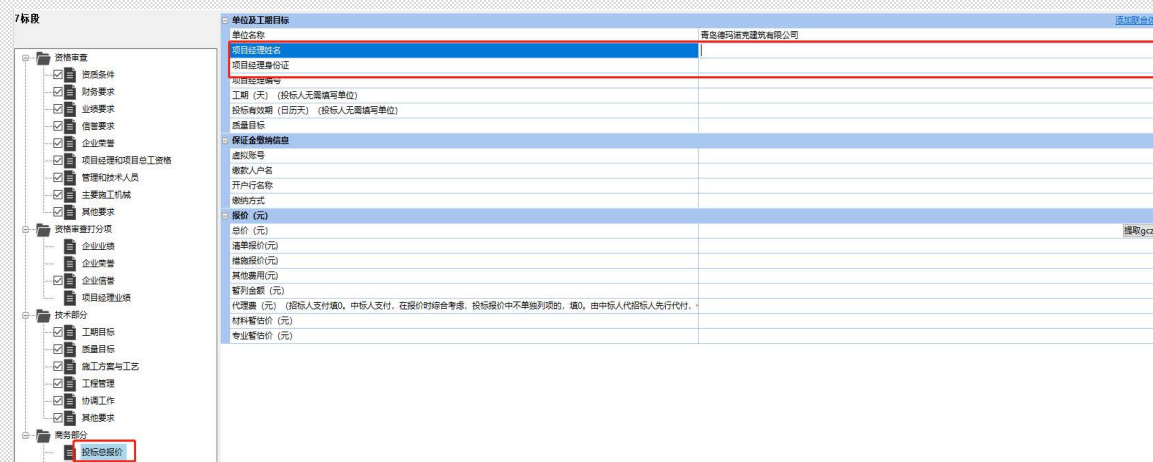 7标段
资格审查
资质条件
财务要求
业绩要求
信誉要求
企业荣誉
项目经理和项目总工资格
管理和技术人员
主要施工机械
其他要求
资格审查打分项
企业业绩
企业荣誉
企业信誉
项目经理业绩
技术部分
工期目标
质量目标
施工方案与工艺
工程管理
协调工作
其他要求
商务部分
投标总报价
单位及工期目标 添加联合
单位名称 青岛德玛诺克建筑有限公司
项目经理姓名
项目经理身份证
项目经理编号
工期（天）（投标人无需填写单位）
投标有效期（日历天）（投标人无需填写单位）
质量目标
保证金缴纳信息
虚拟账号
缴款人户名
开户行名称
缴纳方式
报价（元）
总价（元） 提取gcz
清单报价(元)
措施报价(元)
其他费用(元)
暂列金额（元）
代理费（元）（招标人支付填0。中标人支付，在报价时综合考虑，投标报价中不单独列项的，填0。由中标人代招标人先行代付，
材料暂估价（元）
专业暂估价（元）